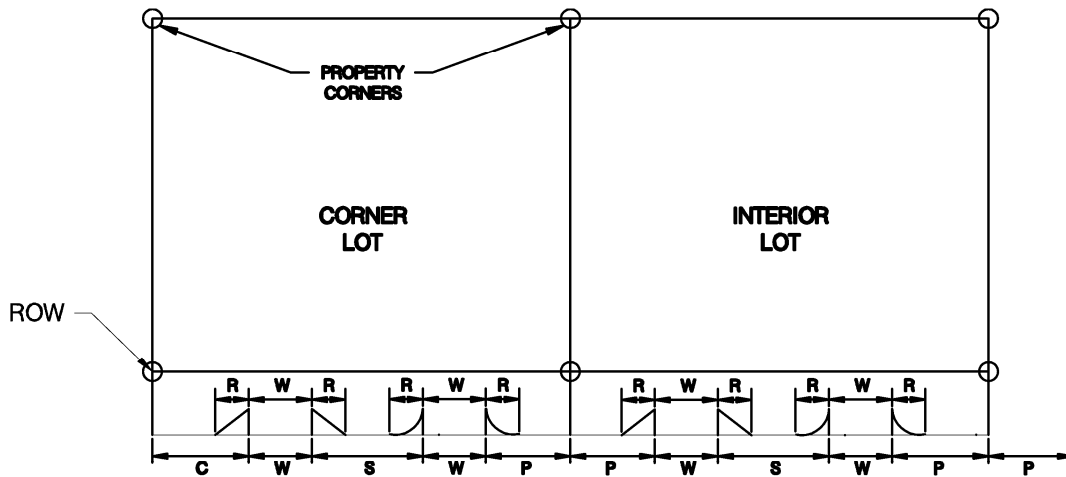 PROPERTY
CORNERS
CORNER
LOT
INTERIOR
LOT
ROW
R W R R W R R W R R W R
C W S W P P W S W P P